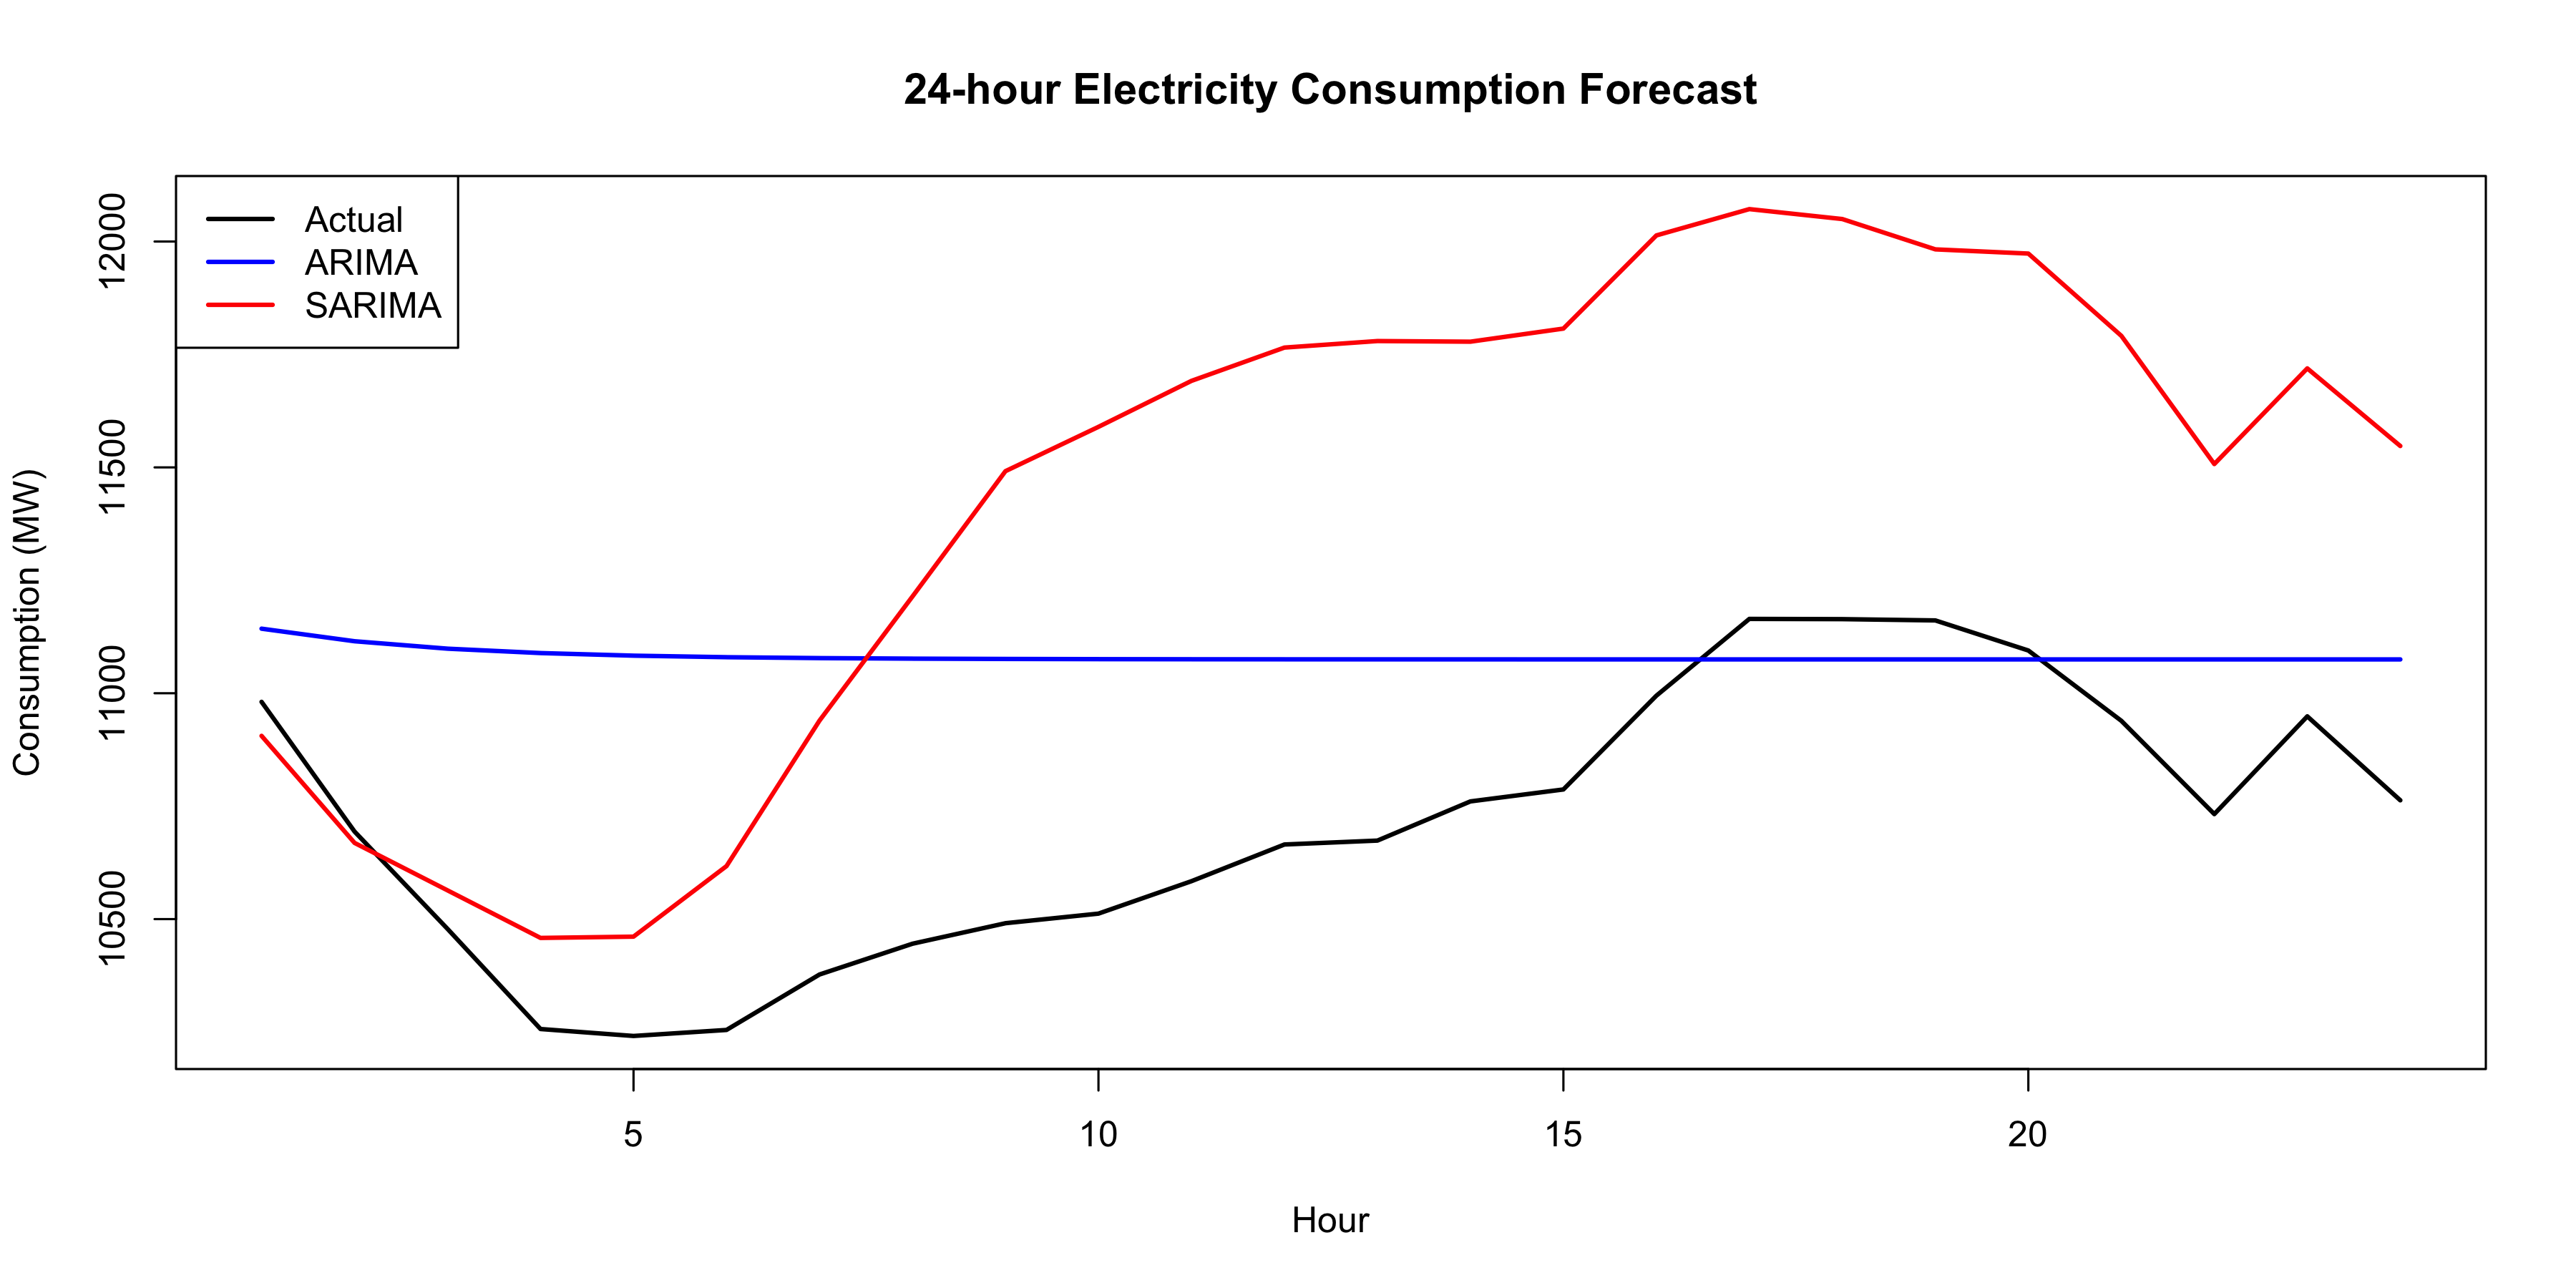 24-hour Electricity Consumption Forecast
Actual
ARIMA
SARIMA
Consumption (MW)
12000
11500
11000
10500
5
10
15
20
Hour